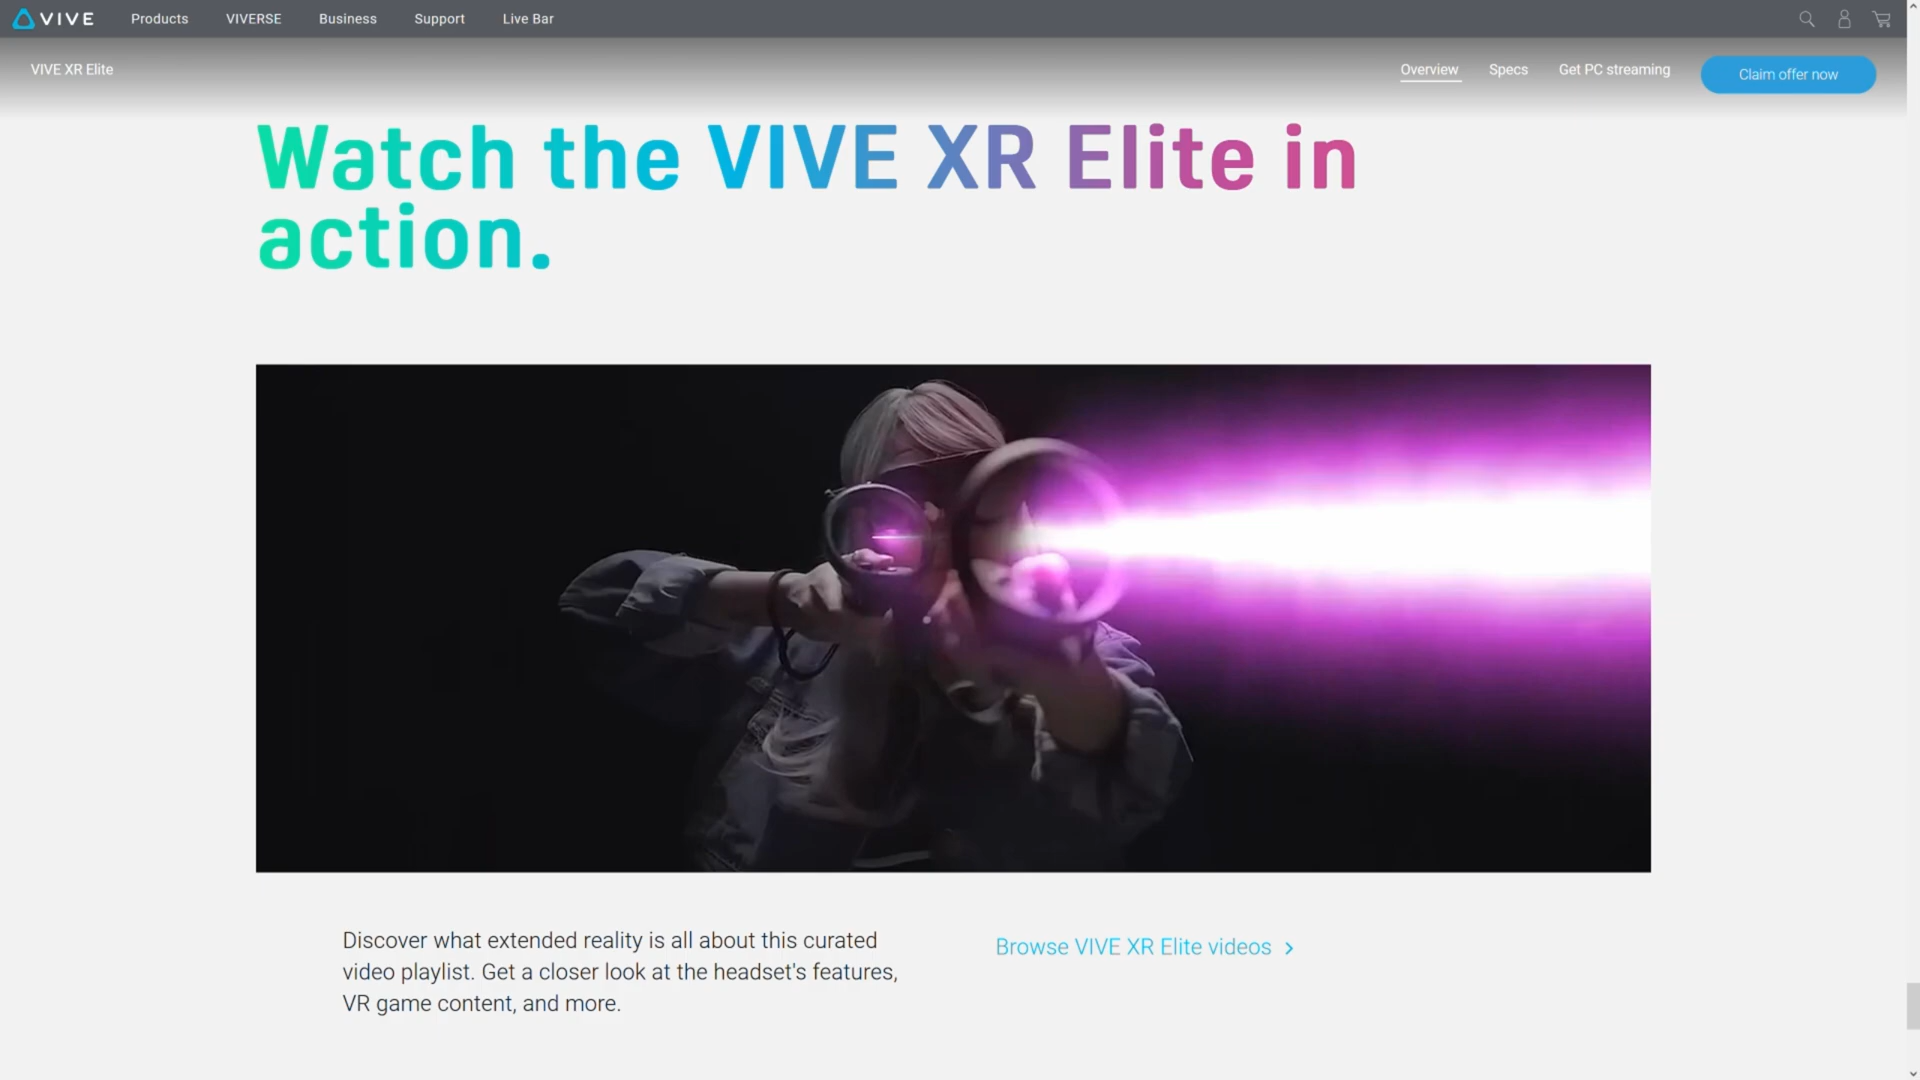 VIVE
Products
VIVERSE
Business
Support
Live Bar
VIVE XR Elite
Overview
Specs
Get PC streaming
Claim offer now
Watch the VIVE XR Elite in
action.
Discover what extended reality is all about this curated
video playlist. Get a closer look at the headset's features,
VR game content, and more.
Browse VIVE XR Elite videos